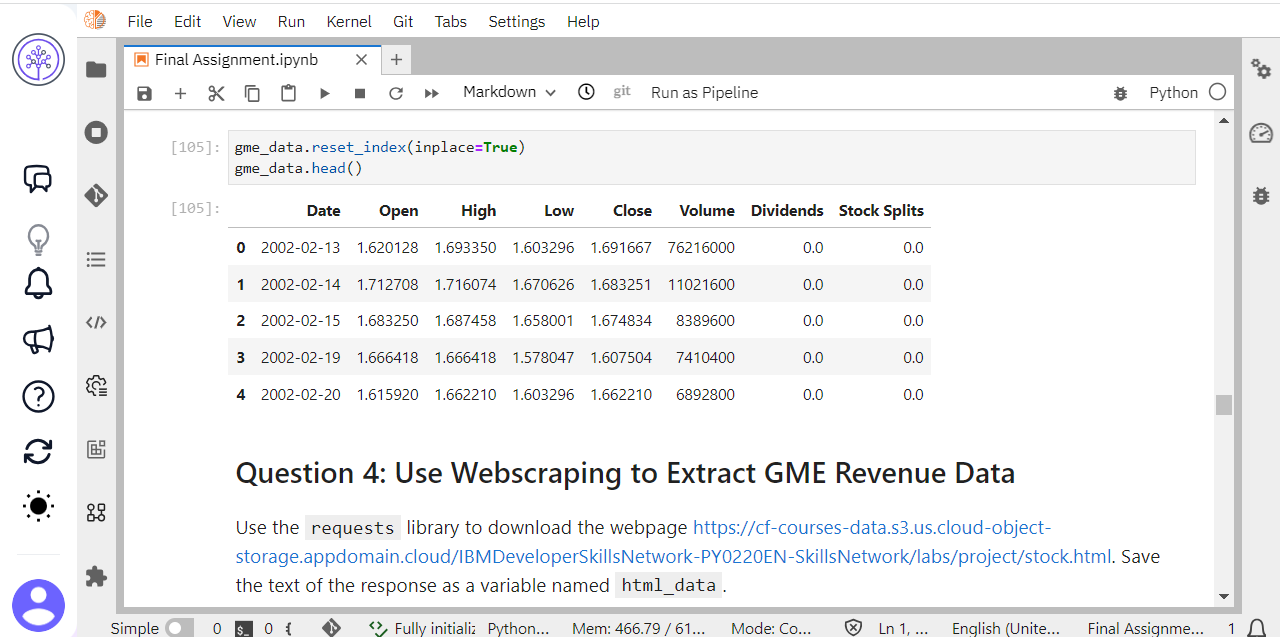 File Edit View Run Kernel Git Tabs Settings Help
Final Assignment.ipynb
Markdown git Run as Pipeline Python
[105]: gme_data.reset_index(inplace=True)
gme_data.head()
[105]:
Date Open High Low Close Volume Dividends Stock Splits
0 2002-02-13 1.620128 1.693350 1.603296 1.691667 76216000 0.0 0.0
1 2002-02-14 1.712708 1.716074 1.670626 1.683251 11021600 0.0 0.0
2 2002-02-15 1.683250 1.687458 1.658001 1.674834 8389600 0.0 0.0
3 2002-02-19 1.666418 1.666418 1.578047 1.607504 7410400 0.0 0.0
4 2002-02-20 1.615920 1.662210 1.603296 1.662210 6892800 0.0 0.0
Question 4: Use Webscraping to Extract GME Revenue Data
Use the requests library to download the webpage https://cf-courses-data.s3.us.cloud-object-
storage.appdomain.cloud/IBMDeveloperSkillsNetwork-PY0220EN-SkillsNetwork/labs/project/stock.html. Save
the text of the response as a variable named html_data.
Simple 0 $_ 0 { Fully initializ Python... Mem: 466.79 / 61... Mode: Co... Ln 1, ... English (Unite... Final Assignme... 1